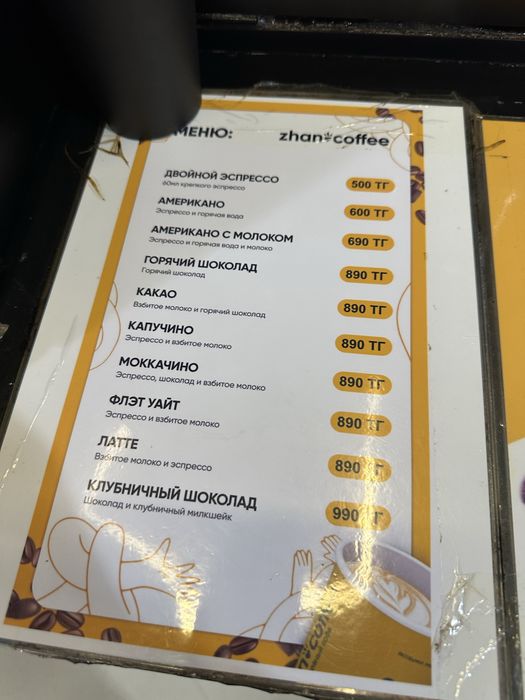 МЕНЮ:
zhan coffee
ДВОЙНОЙ ЭСПРЕССО
60мл крепкого эспрессо
500 ТГ
АМЕРИКАНО
Эспрессо и горячая вода
600 ТГ
АМЕРИКАНО С МОЛОКОМ
Эспрессо и горячая вода и молоко
690 ТГ
ГОРЯЧИЙ ШОКОЛАД
Горячий шоколад
890 ТГ
КАКАО
Взбитое молоко и горячий шоколад
890 ТГ
КАПУЧИНО
Эспрессо и взбитое молоко
890 ТГ
МОККАЧИНО
Эспрессо, шоколад и взбитое молоко
890 ТГ
ФЛЭТ УАЙТ
Эспрессо и взбитое молоко
890 ТГ
ЛАТТЕ
Взбитое молоко и эспрессо
890 ТГ
КЛУБНИЧНЫЙ ШОКОЛАД
Шоколад и клубничный милкшейк
990 ТГ